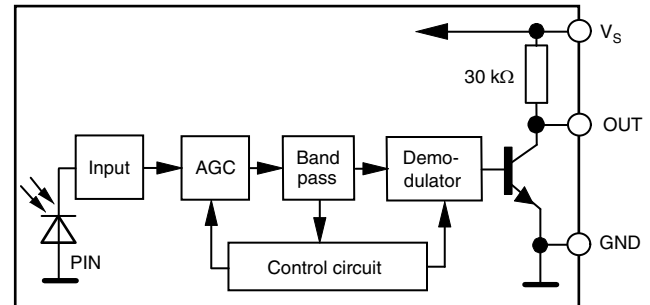 V_S
30 kΩ
OUT
Input
AGC
Band
pass
Demo-
dulator
GND
PIN
Control circuit